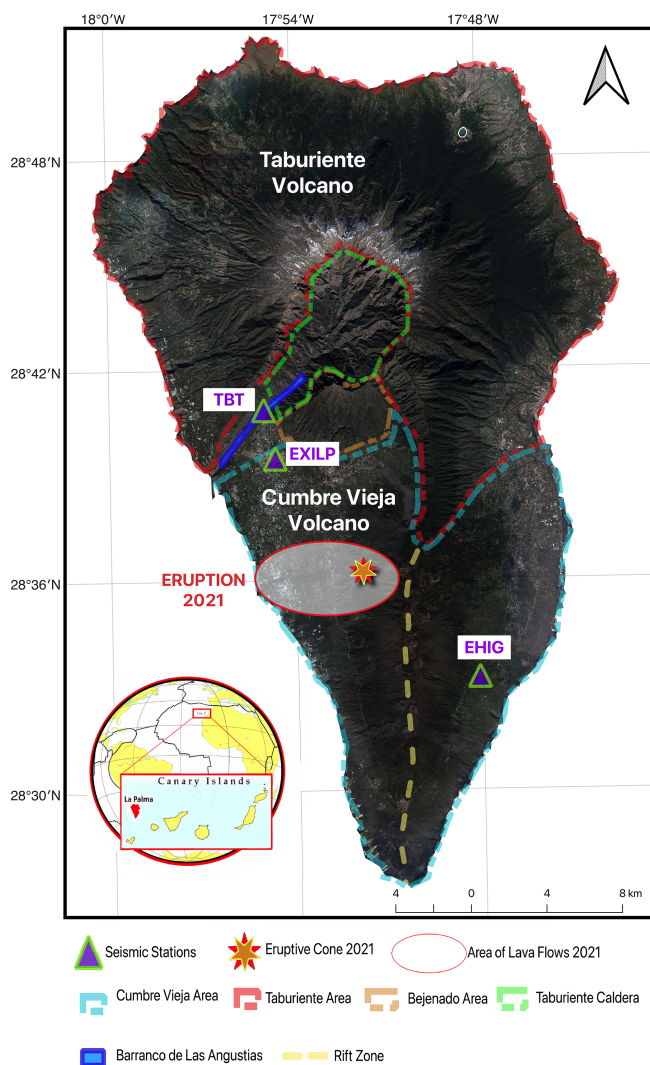 18°0′W
17°54′W
17°48′W
28°48′N
Taburiente
Volcano
28°42′N
TBT
EXILP
Cumbre Vieja
Volcano
28°36′N
ERUPTION
2021
EHIG
28°30′N
Canary Islands
La Palma
4
0
4
8 km
Seismic Stations
Eruptive Cone 2021
Area of Lava Flows 2021
Cumbre Vieja Area
Taburiente Area
Bejenado Area
Taburiente Caldera
Barranco de Las Angustias
Rift Zone